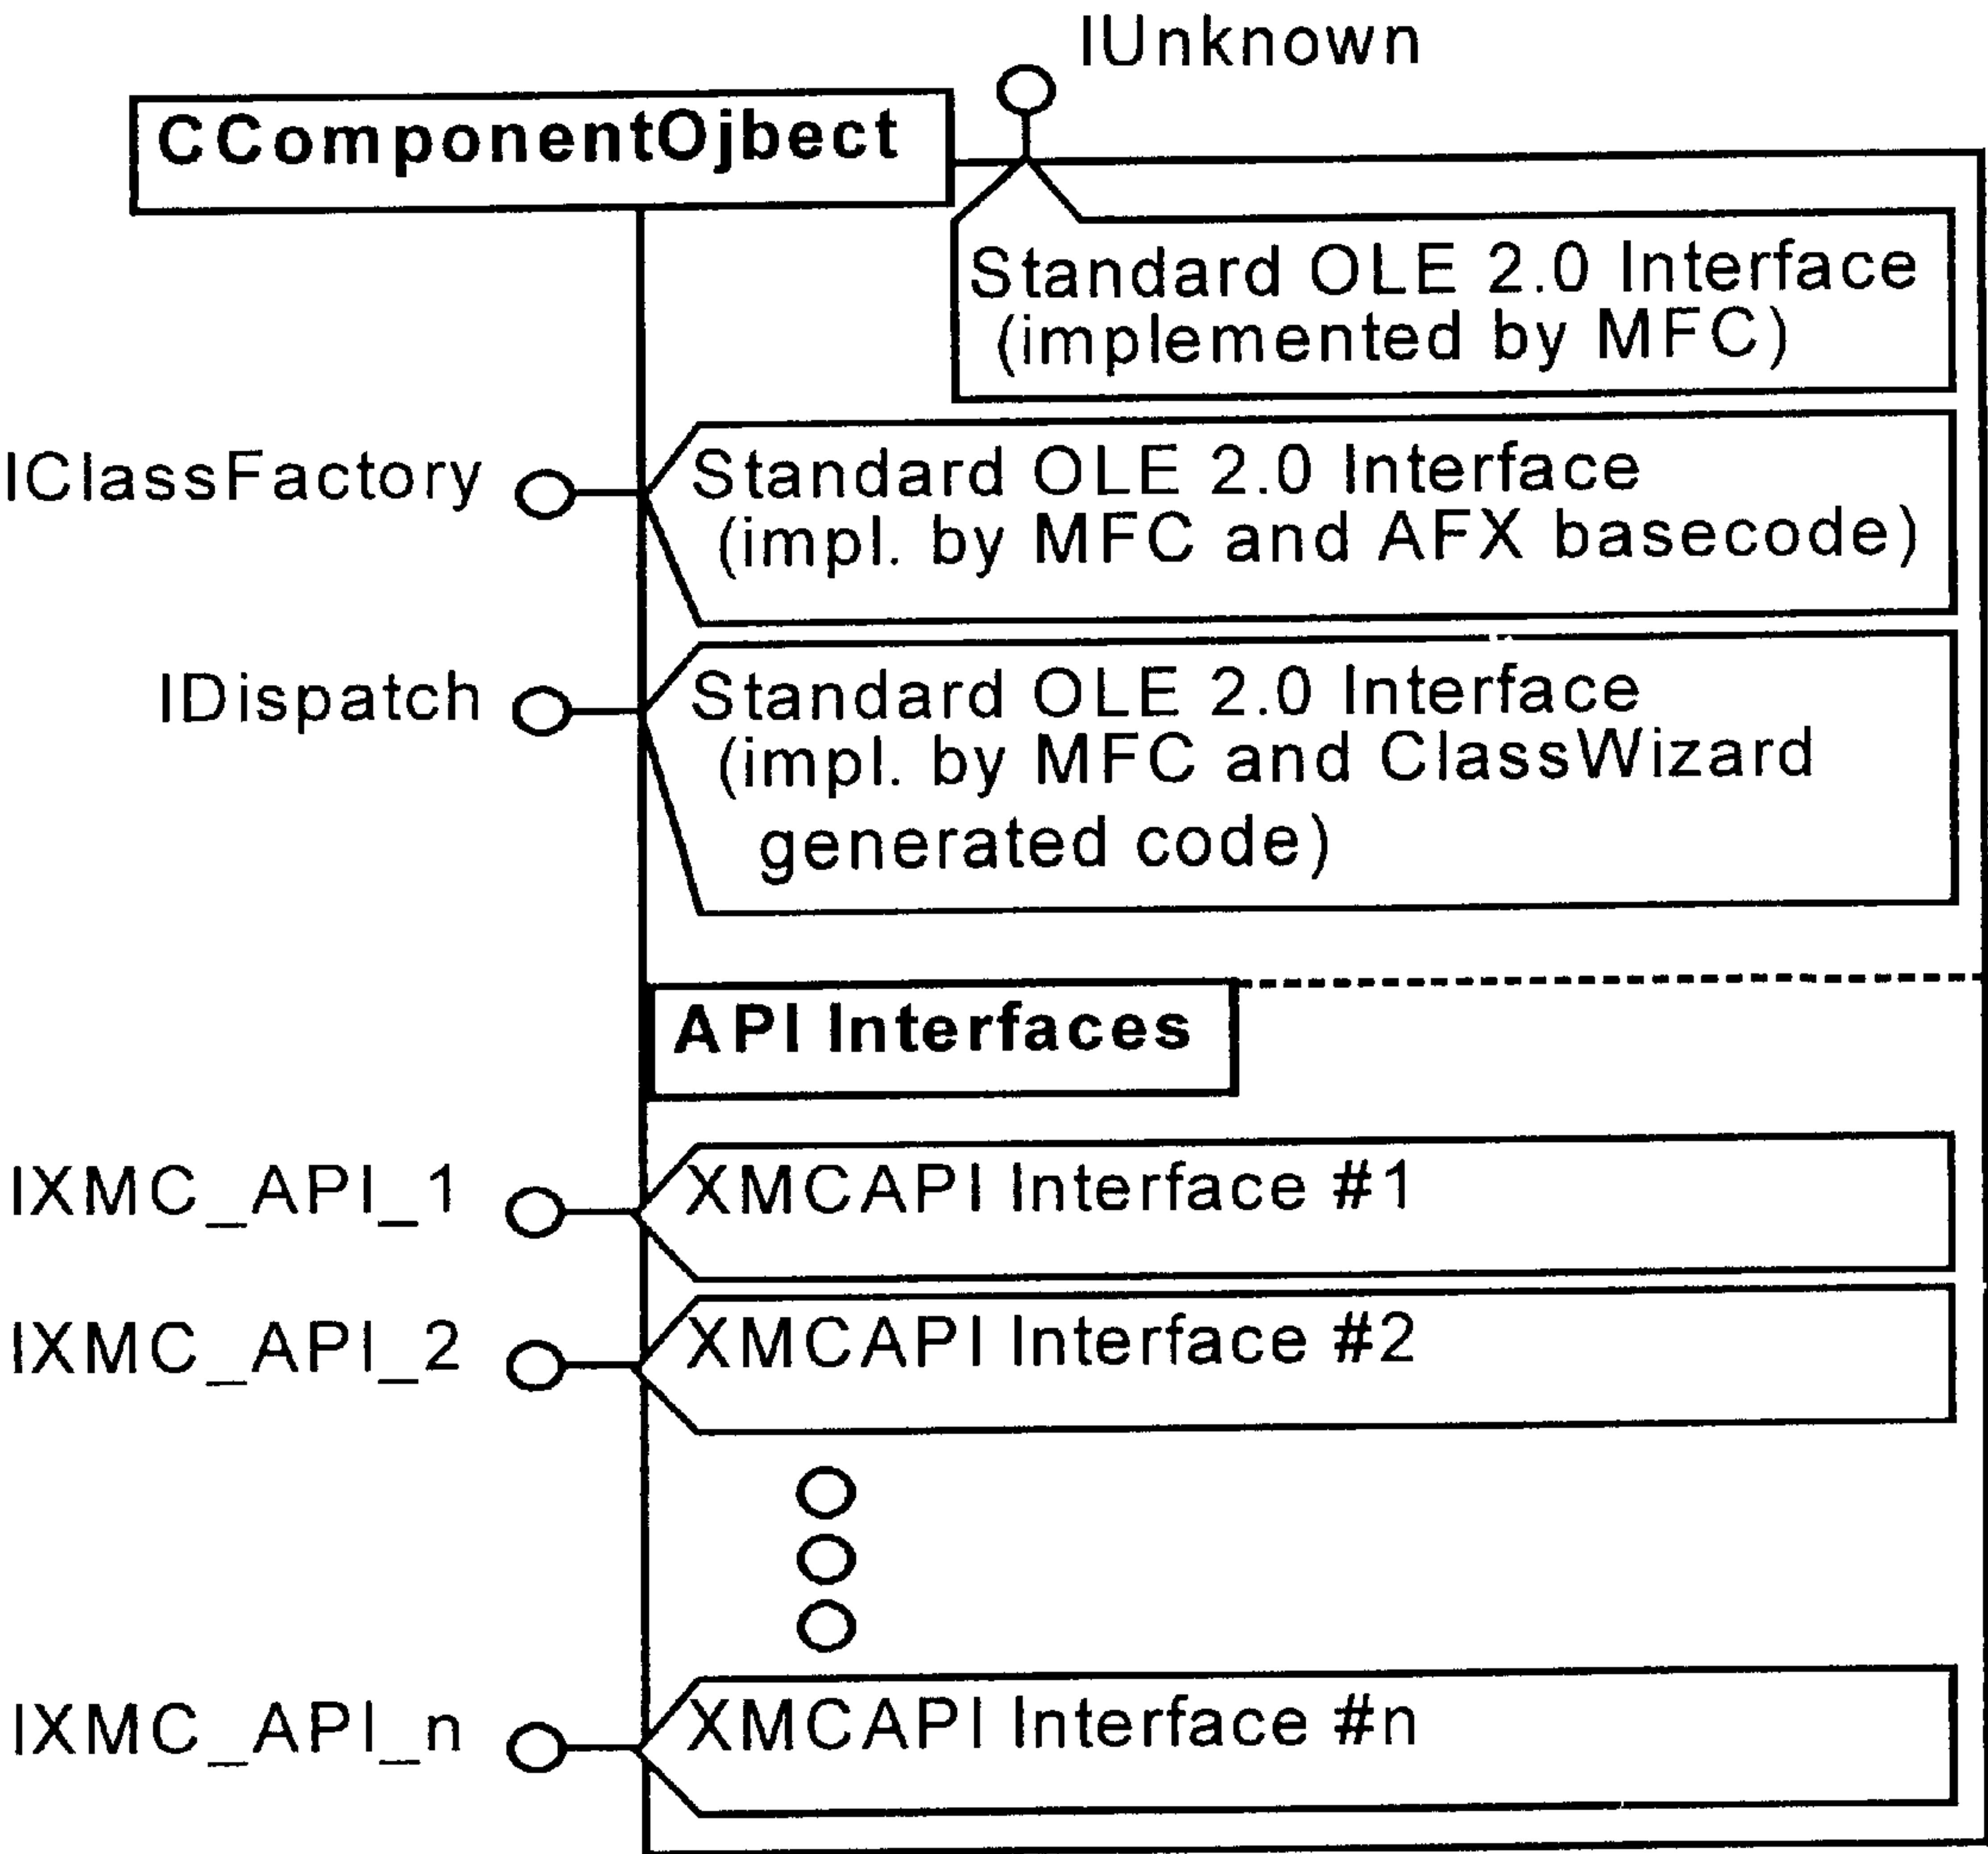 IUnknown
CComponentOjbect
Standard OLE 2.0 Interface
(implemented by MFC)
IClassFactory
Standard OLE 2.0 Interface
(impl. by MFC and AFX basecode)
IDispatch
Standard OLE 2.0 Interface
(impl. by MFC and ClassWizard
generated code)
API Interfaces
IXMC_API_1
XMCAPI Interface #1
IXMC_API_2
XMCAPI Interface #2
IXMC_API_n
XMCAPI Interface #n